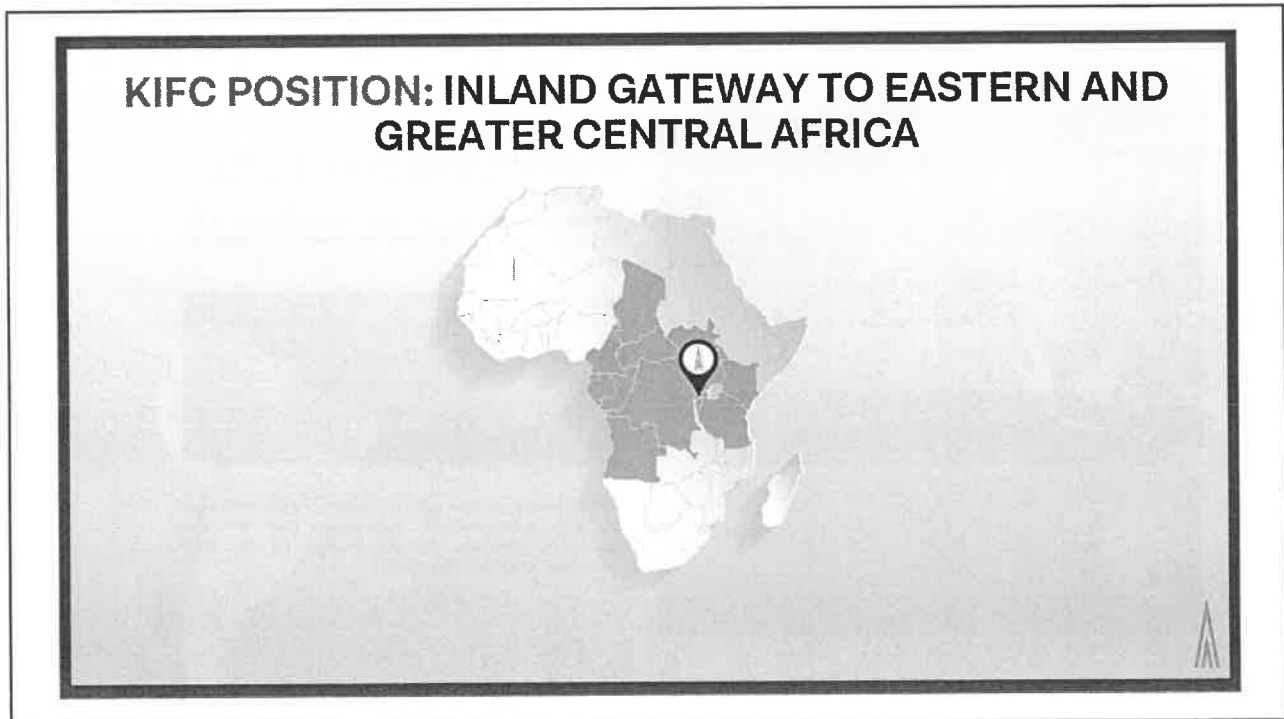 KIFC POSITION: INLAND GATEWAY TO EASTERN AND
GREATER CENTRAL AFRICA